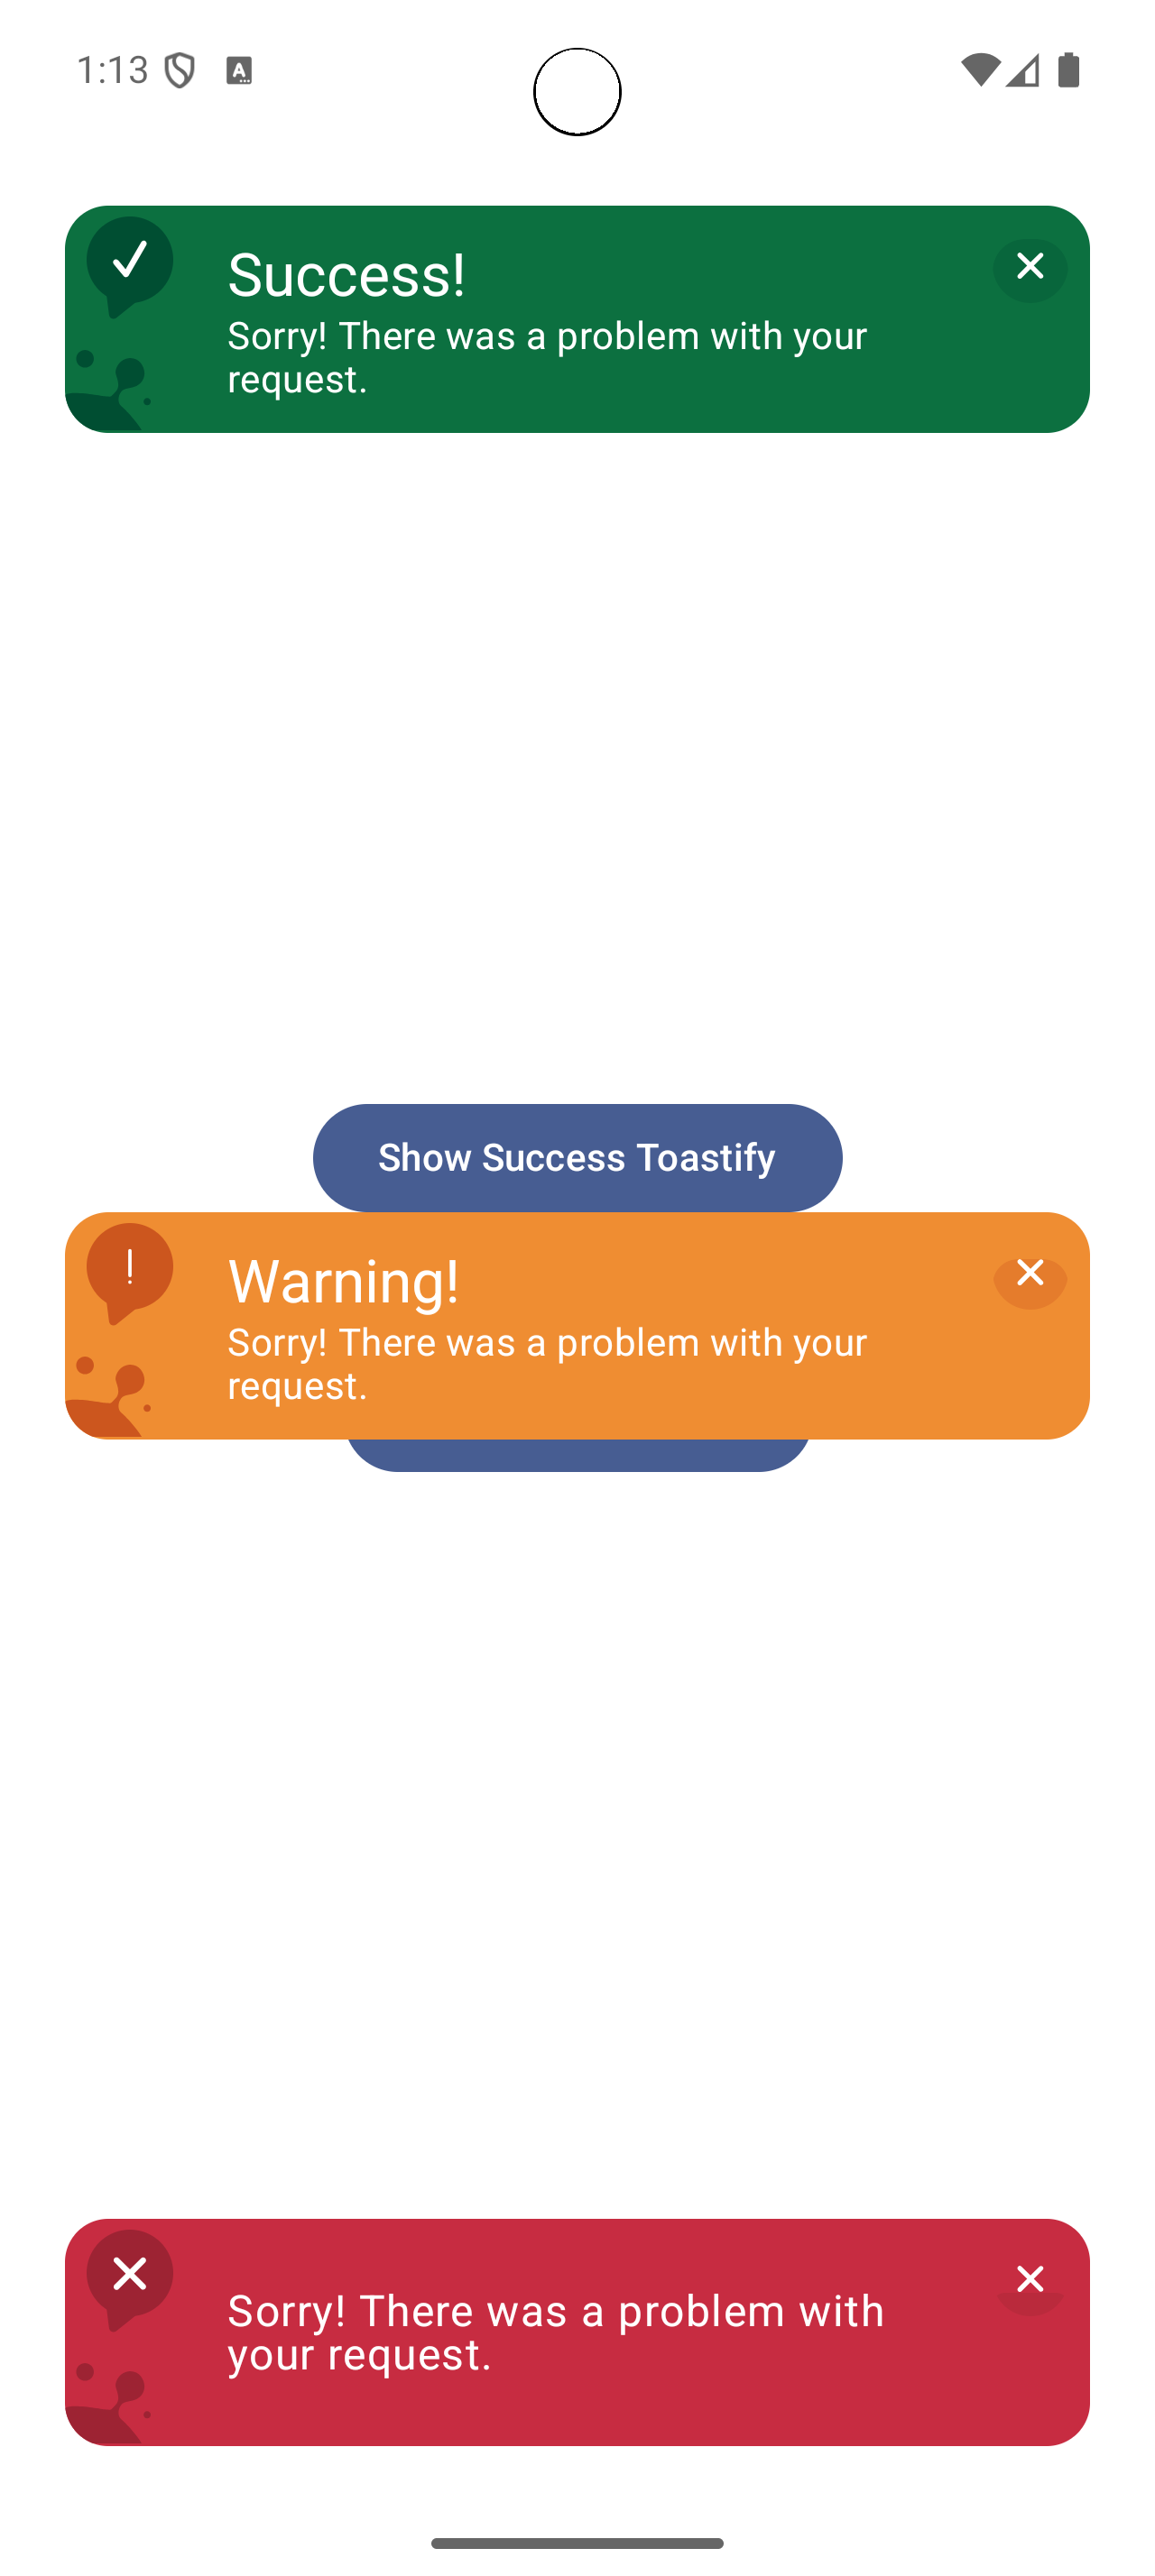 1:13
Success!
Sorry! There was a problem with your
request.
Show Success Toastify
Warning!
Sorry! There was a problem with your
request.
Sorry! There was a problem with
your request.